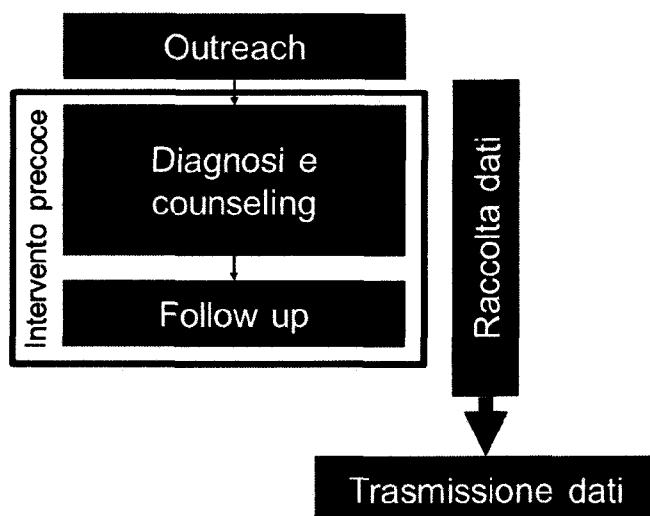 Outreach
Intervento precoce
Diagnosi e
counseling
Follow up
Raccolta dati
Trasmissione dati